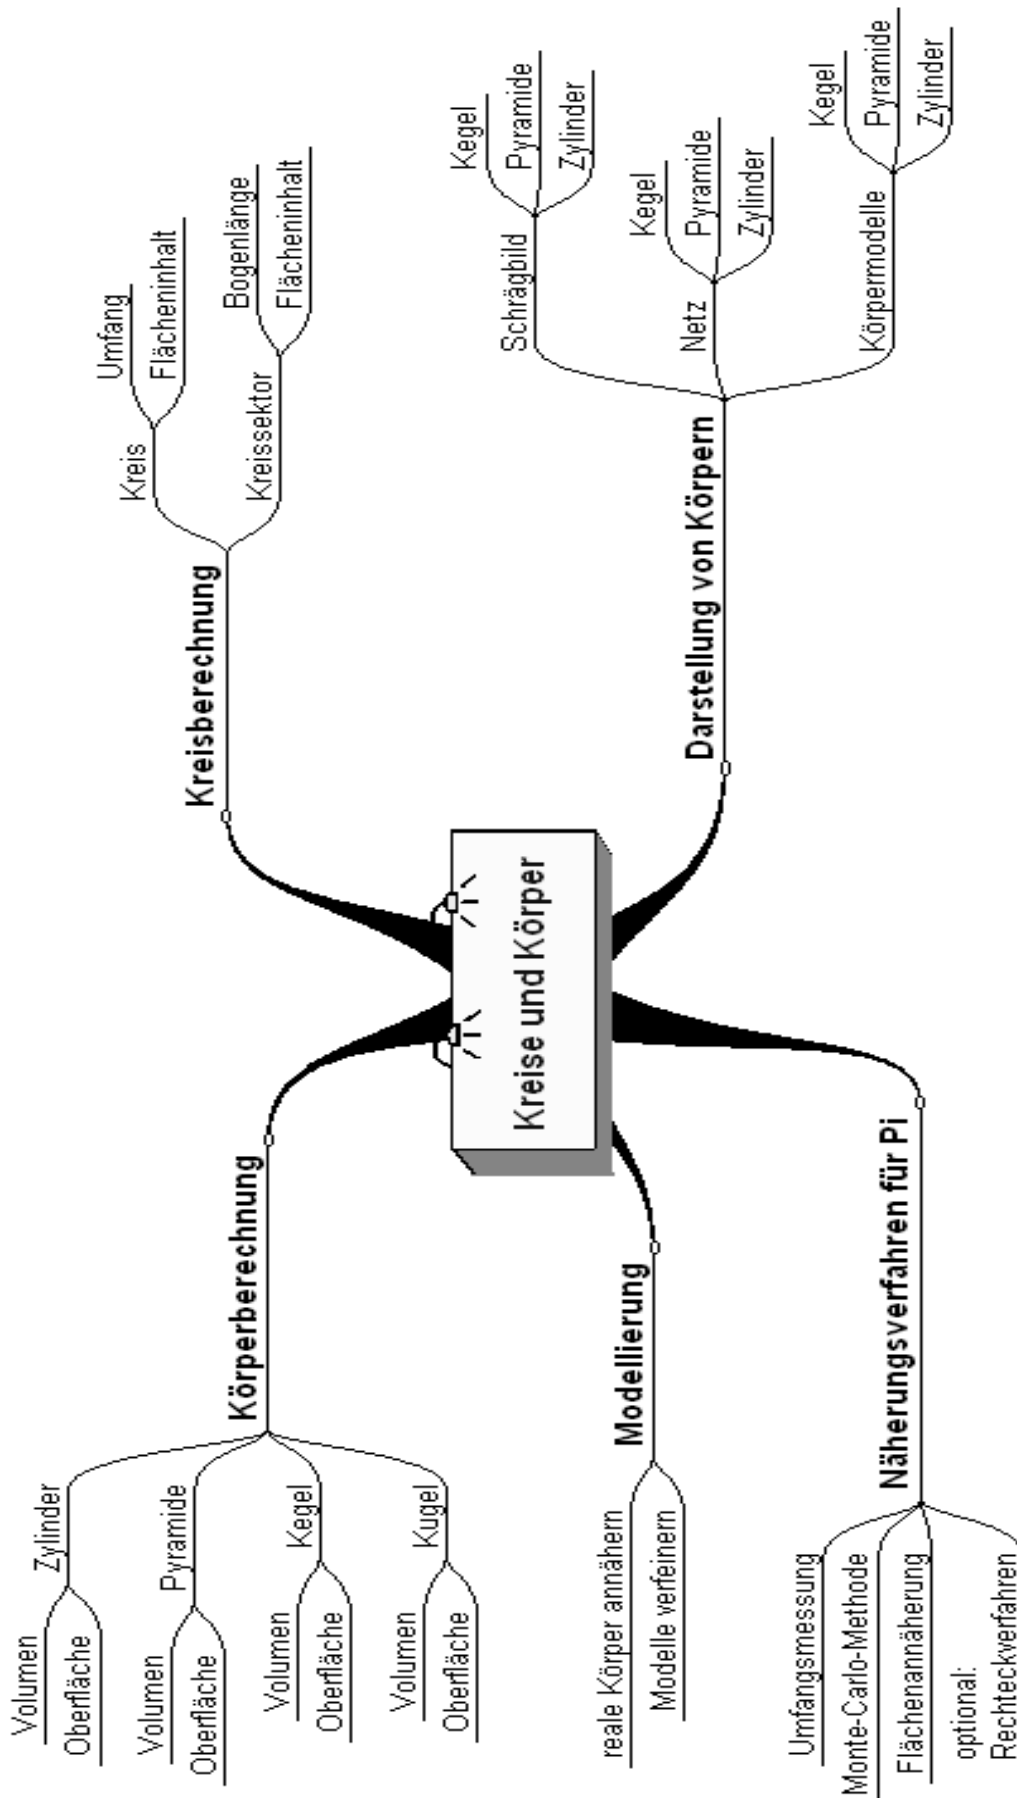 Kreise und Körper
Körperberechnung
Zylinder
Volumen
Oberfläche
Pyramide
Volumen
Oberfläche
Kegel
Volumen
Oberfläche
Kugel
Volumen
Oberfläche
Modellierung
reale Körper annähern
Modelle verfeinern
Näherungsverfahren für Pi
Umfangsmessung
Monte-Carlo-Methode
Flächenannäherung
optional:
Rechteckverfahren
Kreisberechnung
Kreis
Umfang
Flächeninhalt
Kreissektor
Bogenlänge
Flächeninhalt
Darstellung von Körpern
Schrägbild
Kegel
Pyramide
Zylinder
Netz
Kegel
Pyramide
Zylinder
Körpermodelle
Kegel
Pyramide
Zylinder